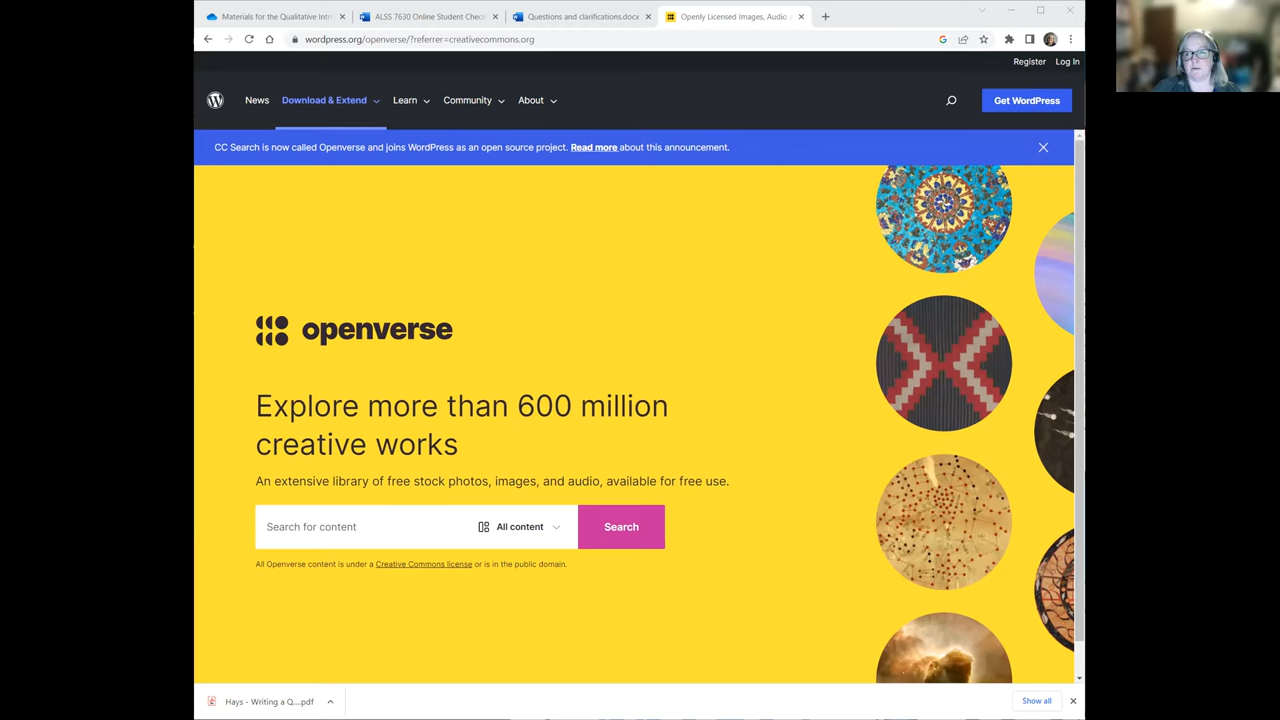 Materials for the Qualitative Intr
ALSS 7630 Online Student Check
Questions and clarifications.docx
Openly Licensed Images, Audio a
wordpress.org/openverse/?referrer=creativecommons.org
Register Log In
News Download & Extend Learn Community About Get WordPress
CC Search is now called Openverse and joins WordPress as an open source project. Read more about this announcement.
openverse
Explore more than 600 million
creative works
An extensive library of free stock photos, images, and audio, available for free use.
Search for content All content Search
All Openverse content is under a Creative Commons license or is in the public domain.
Hays - Writing a Q....pdf Show all